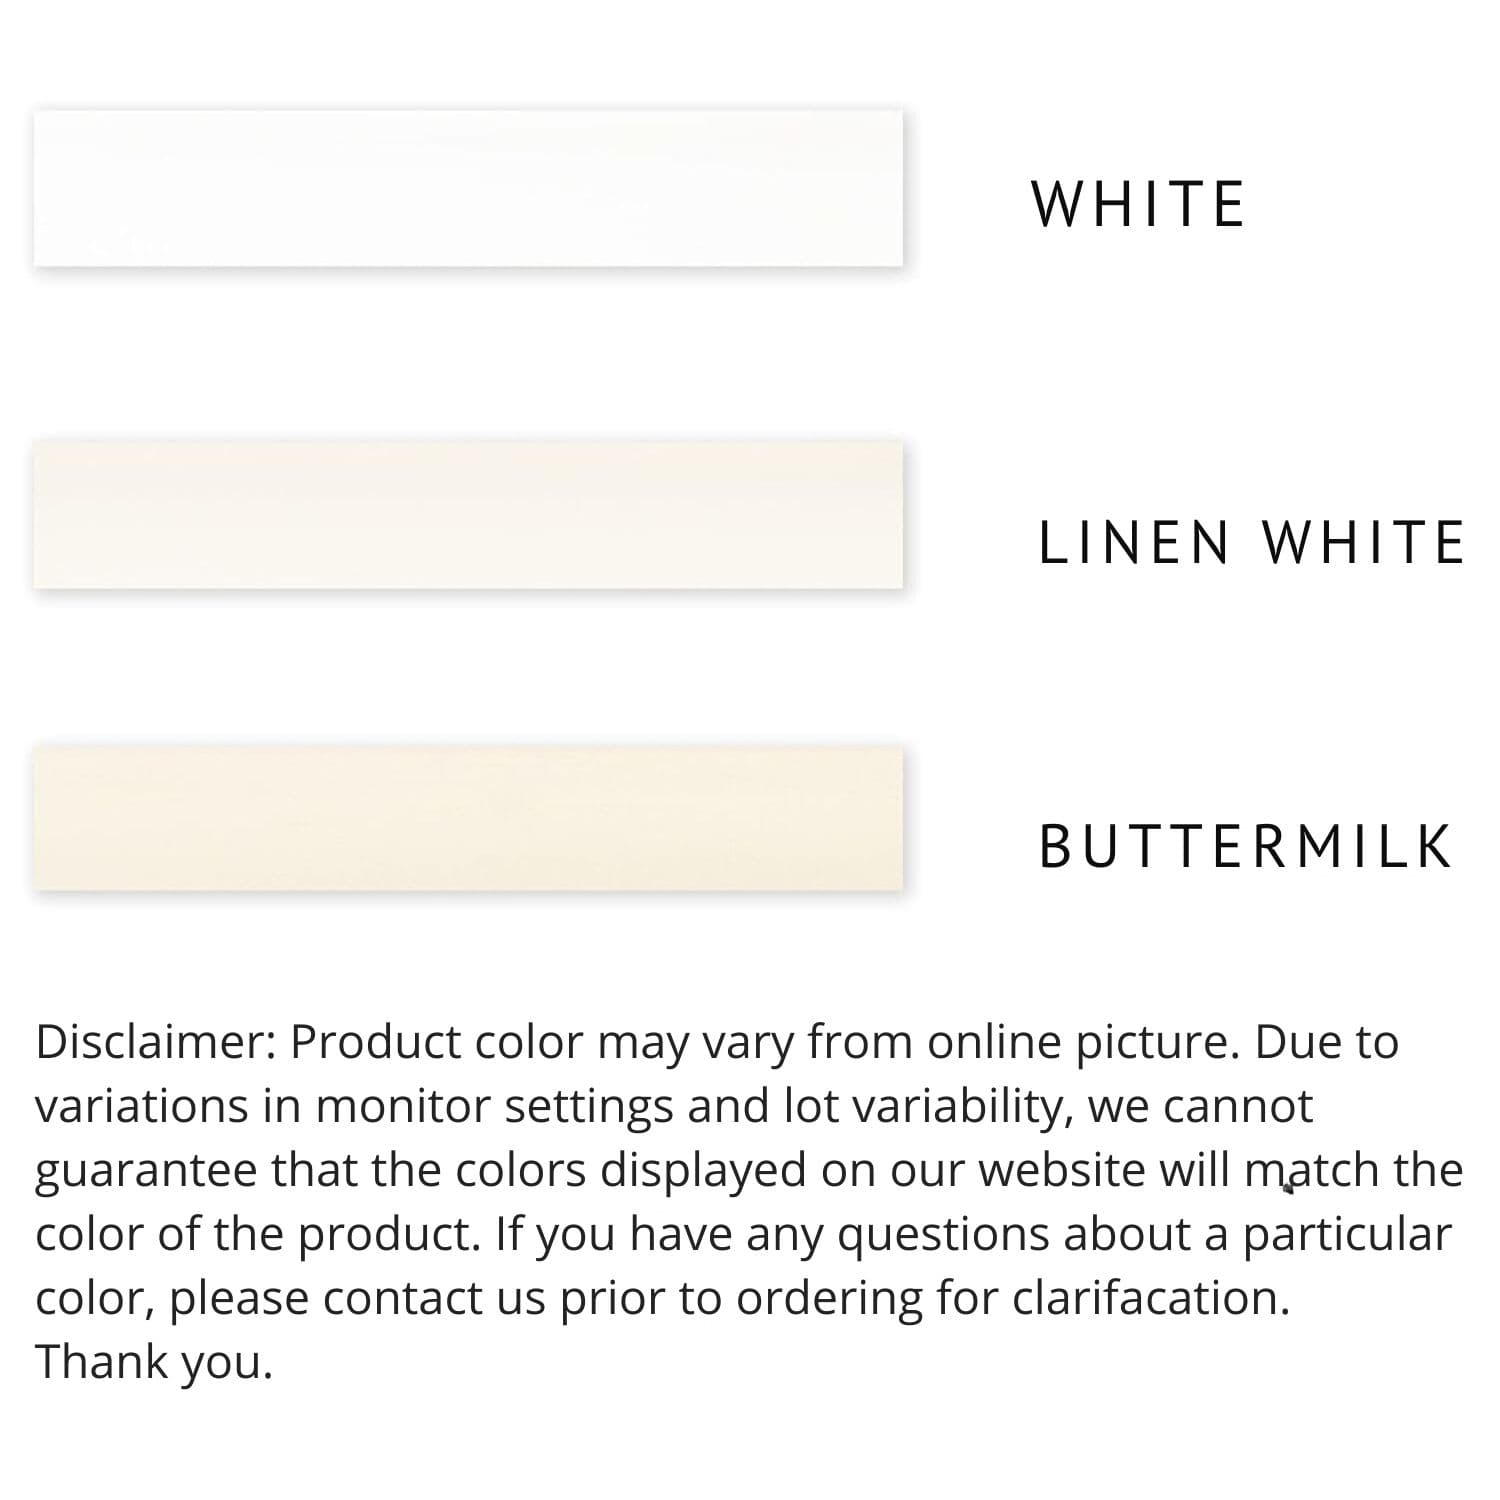 WHITE
LINEN WHITE
BUTTERMILK
Disclaimer: Product color may vary from online picture. Due to
variations in monitor settings and lot variability, we cannot
guarantee that the colors displayed on our website will match the
color of the product. If you have any questions about a particular
color, please contact us prior to ordering for clarifacation.
Thank you.